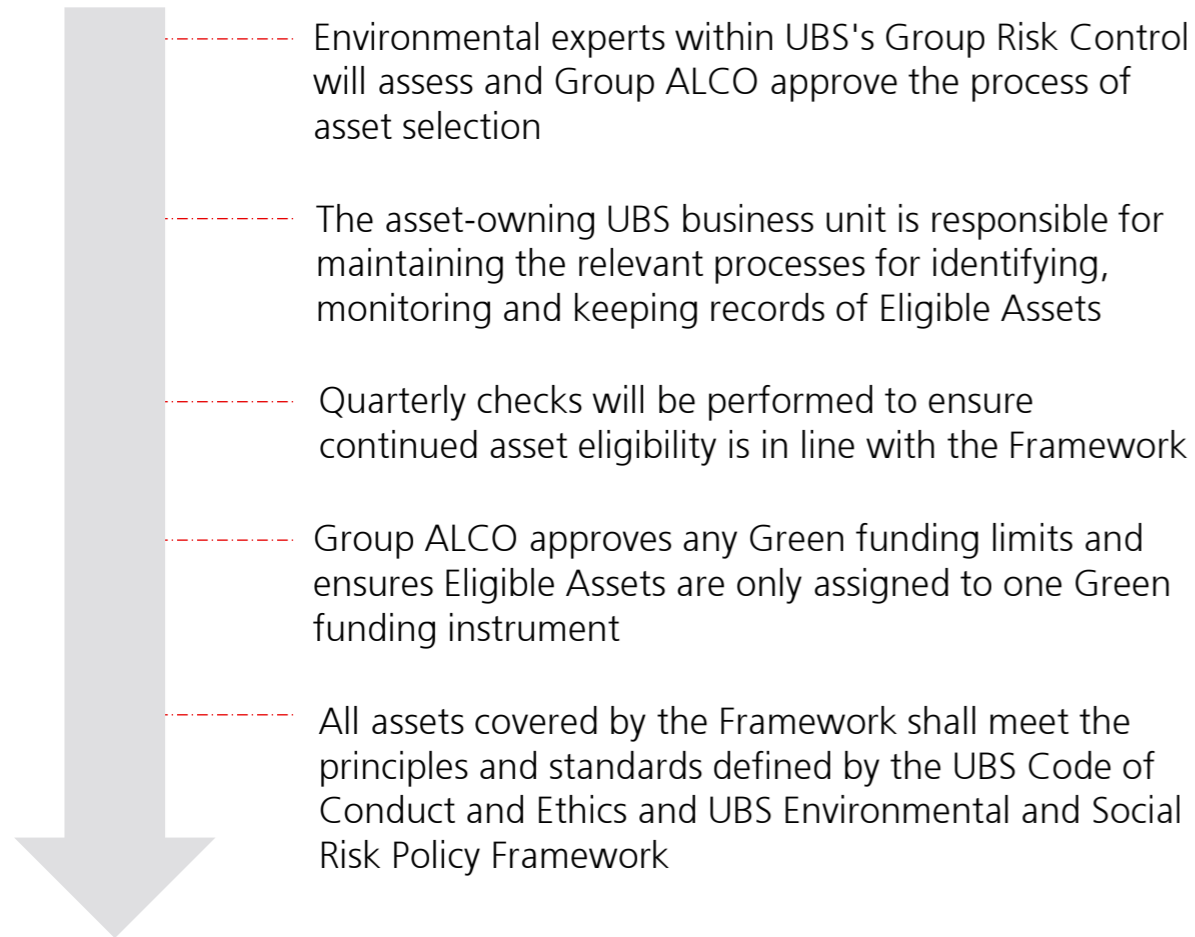 Environmental experts within UBS's Group Risk Control
will assess and Group ALCO approve the process of
asset selection
The asset-owning UBS business unit is responsible for
maintaining the relevant processes for identifying,
monitoring and keeping records of Eligible Assets
Quarterly checks will be performed to ensure
continued asset eligibility is in line with the Framework
Group ALCO approves any Green funding limits and
ensures Eligible Assets are only assigned to one Green
funding instrument
All assets covered by the Framework shall meet the
principles and standards defined by the UBS Code of
Conduct and Ethics and UBS Environmental and Social
Risk Policy Framework